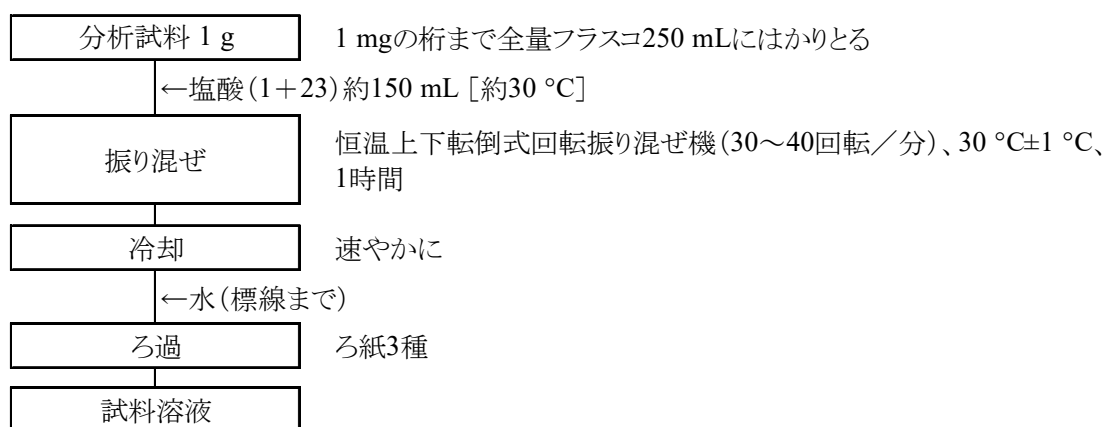 分析試料 1 g
1 mgの桁まで全量フラスコ250 mLにはかりとる
←塩酸(1+23)約150 mL [約30 °C]
振り混ぜ
恒温上下転倒式回転振り混ぜ機(30~40回転/分)、30 °C±1 °C、
1時間
冷却
速やかに
←水(標線まで)
ろ過
ろ紙3種
試料溶液